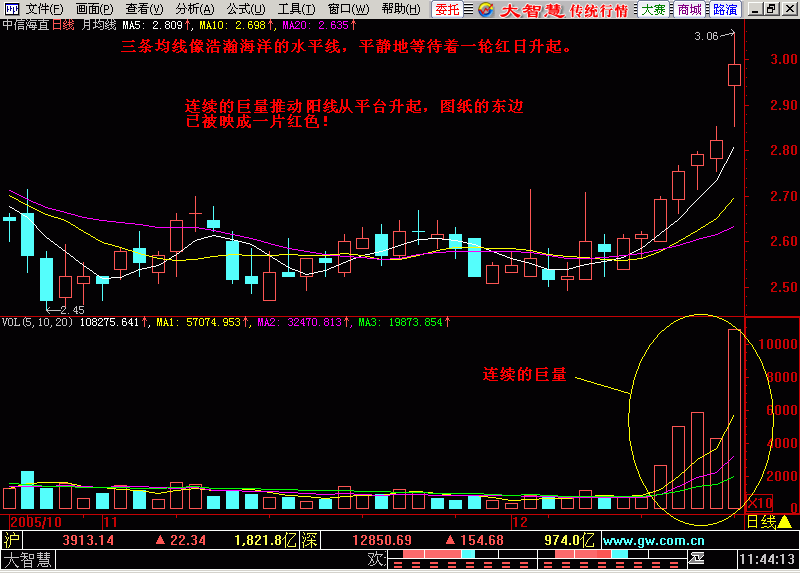 文件(F) 画面(P) 查看(V) 分析(A) 公式(U) 工具(T) 窗口(W) 帮助(H) 委托 大智慧 传统行情 大赛 商城 路演
中信海直日线 月均线 MA5: 2.809↑, MA10: 2.698↑, MA20: 2.635↑
3.06
三条均线像浩瀚海洋的水平线，平静地等待着一轮红日升起。
3.00
连续的巨量推动阳线从平台升起，图纸的东边
已被映成一片红色！
2.90
2.80
2.70
2.60
2.50
2.45
VOL(5,10,20) 108275.641↑, MA1: 57074.953↑, MA2: 32470.813↑, MA3: 19873.854↑
10000
连续的巨量
8000
6000
4000
2000
X10
2005/10 11 12 日线
沪 3913.14 ▲ 22.34 1,821.8亿 深 12850.69 ▲ 154.68 974.0亿 www.gw.com.cn
大智慧 欢: 11:44:13